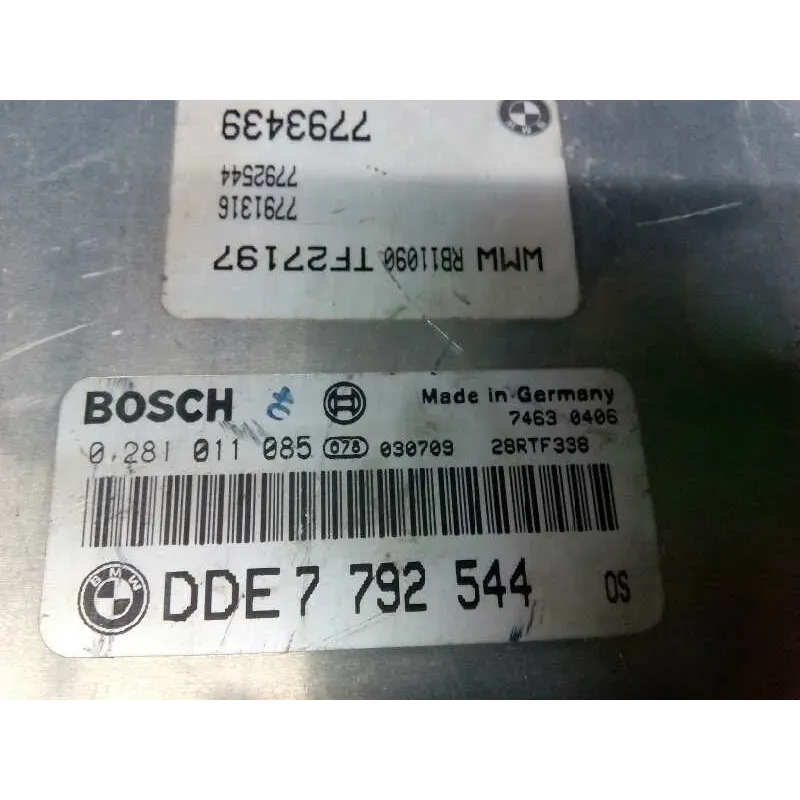 7793439
7792544
7791316
WMW RB11090 TF27197
BOSCH
Made in Germany
7463 0406
0 281 011 085 078 030709 28RTF338
BMW DDE 7 792 544 OS